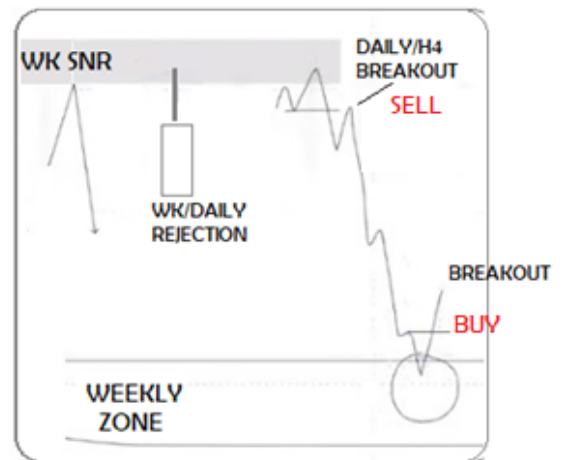 WK SNR
DAILY/H4
BREAKOUT
SELL
WK/DAILY
REJECTION
BREAKOUT
BUY
WEEKLY
ZONE